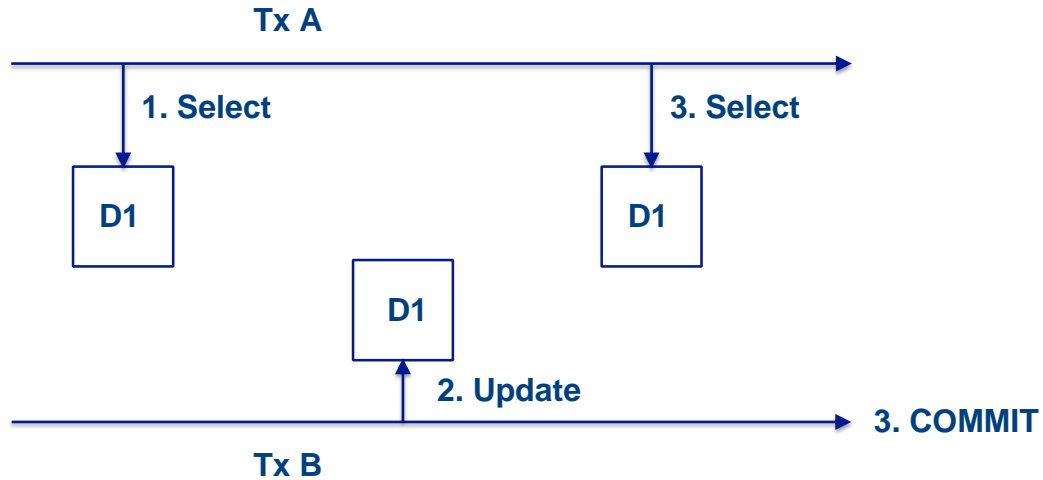 Tx A
1. Select
3. Select
D1
D1
D1
2. Update
3. COMMIT
Tx B